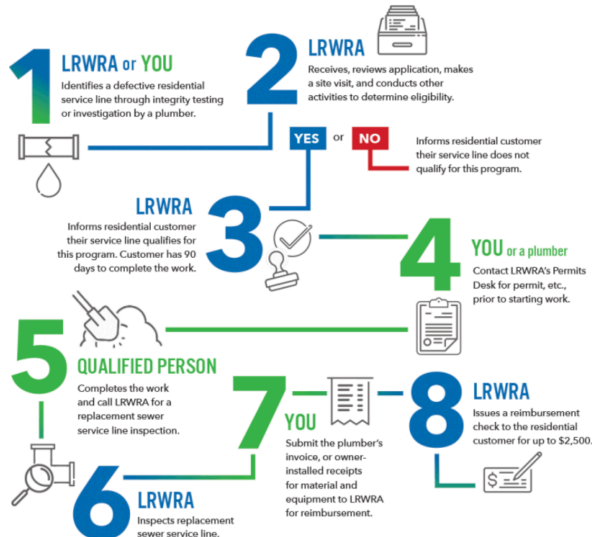 1
LRWRA or YOU
Identifies a defective residential
service line through integrity testing
or investigation by a plumber.
2
LRWRA
Receives, reviews application, makes
a site visit, and conducts other
activities to determine eligibility.
YES or NO
Informs residential customer
their service line does not
qualify for this program.
3
LRWRA
Informs residential customer
their service line qualifies for
this program. Customer has 90
days to complete the work.
4
YOU or a plumber
Contact LRWRA's Permits
Desk for permit, etc.,
prior to starting work.
5
QUALIFIED PERSON
Completes the work
and call LRWRA for a
replacement sewer
service line inspection.
6
LRWRA
Inspects replacement
sewer service line.
7
YOU
Submit the plumber's
invoice, or owner-
installed receipts
for material and
equipment to LRWRA
for reimbursement.
8
LRWRA
Issues a reimbursement
check to the residential
customer for up to $2,500.
$